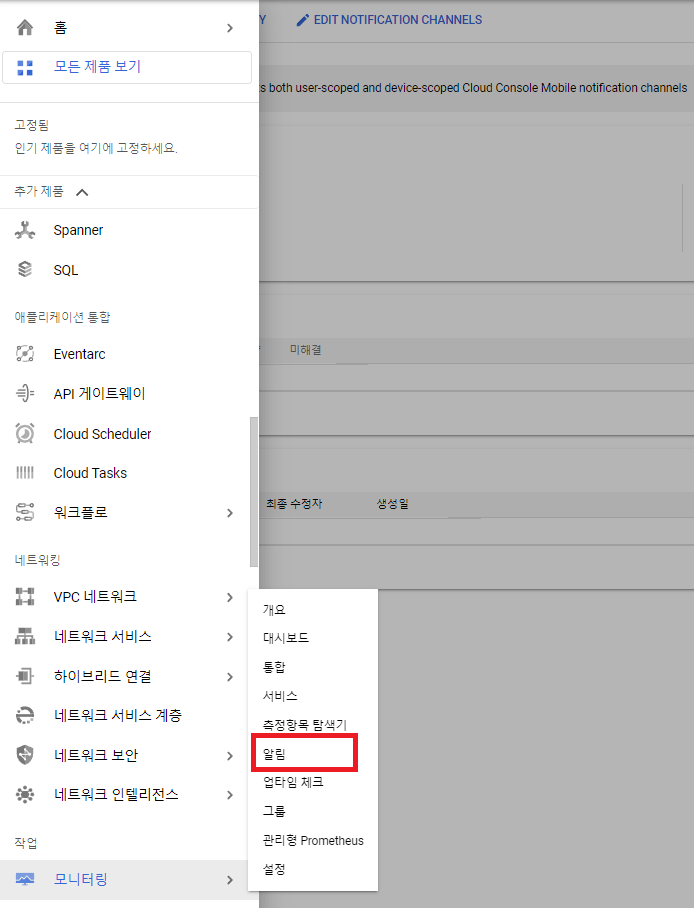 홈
모든 제품 보기
고정됨
인기 제품을 여기에 고정하세요.
추가 제품
Spanner
SQL
애플리케이션 통합
Eventarc
API 게이트웨이
Cloud Scheduler
Cloud Tasks
워크플로
네트워킹
VPC 네트워크
네트워크 서비스
하이브리드 연결
네트워크 서비스 계층
네트워크 보안
네트워크 인텔리전스
작업
모니터링
개요
대시보드
통합
서비스
측정항목 탐색기
알림
업타임 체크
그룹
관리형 Prometheus
설정
Y EDIT NOTIFICATION CHANNELS
s both user-scoped and device-scoped Cloud Console Mobile notification channels
미해결
최종 수정자 생성일